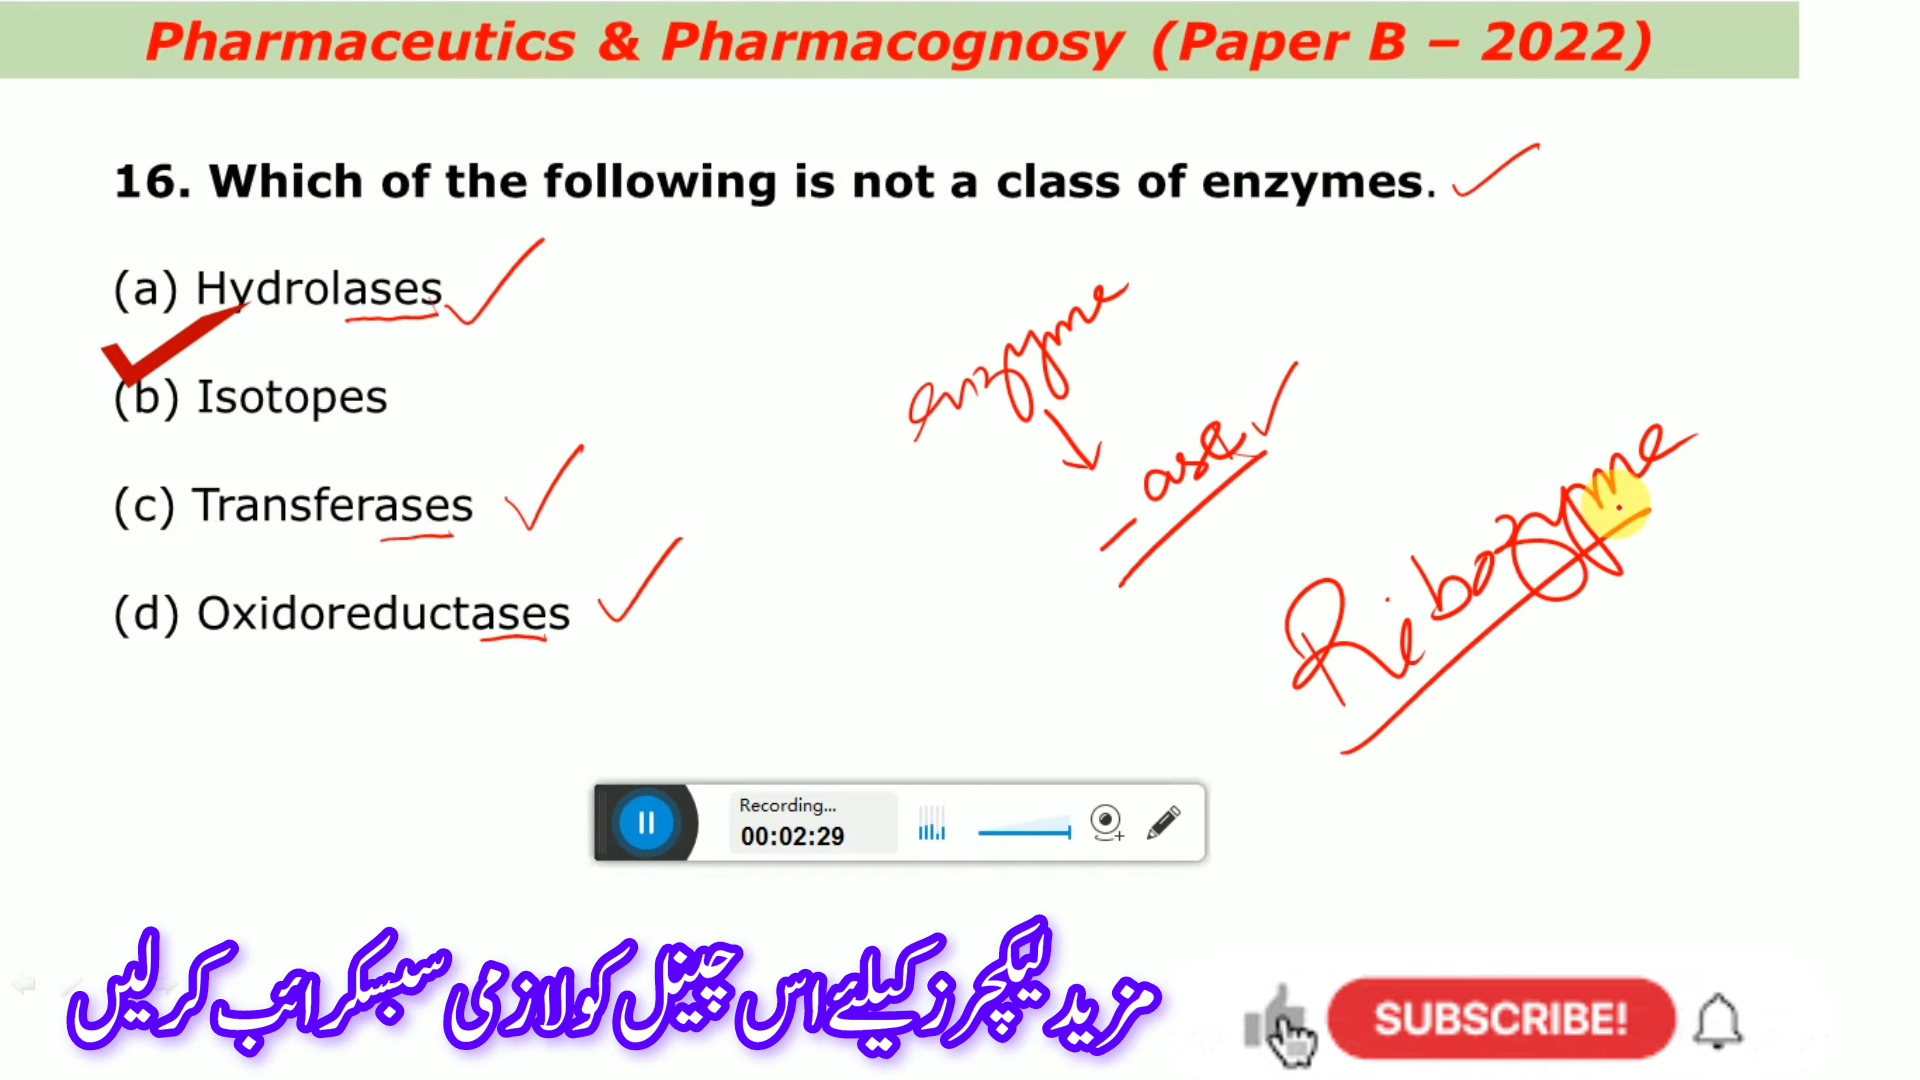 Pharmaceutics & Pharmacognosy (Paper B – 2022)
16. Which of the following is not a class of enzymes.
(a) Hydrolases
(b) Isotopes
(c) Transferases
(d) Oxidoreductases
enzyme
- ase
Ribozyme
Recording...
00:02:29
مزید لیکچرز کیلئے اس چینل کو لازمی سبسکرائب کر لیں
SUBSCRIBE!